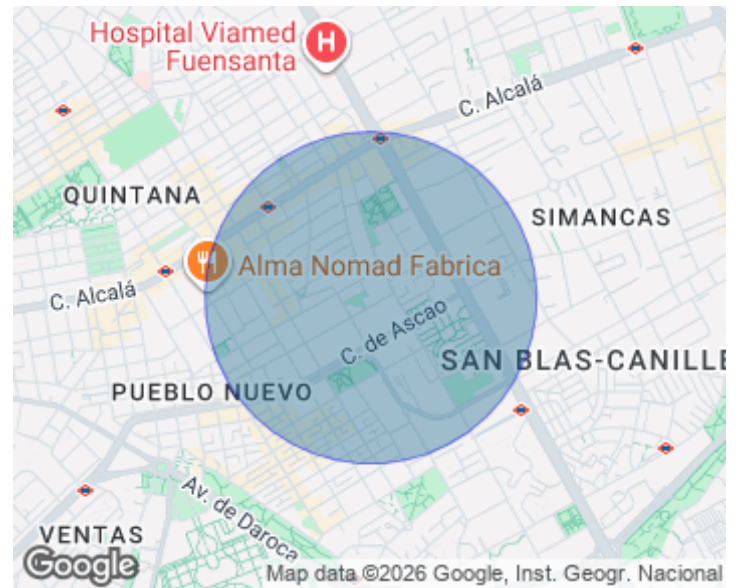 Hospital Viamed
Fuensanta
H
C. Alcalá
QUINTANA
SIMANCAS
Alma Nomad Fabrica
C. Alcalá
C. de Ascao
SAN BLAS-CANILLE
PUEBLO NUEVO
Av. de Daroca
VENTAS
Google
Map data ©2026 Google, Inst. Geogr. Nacional